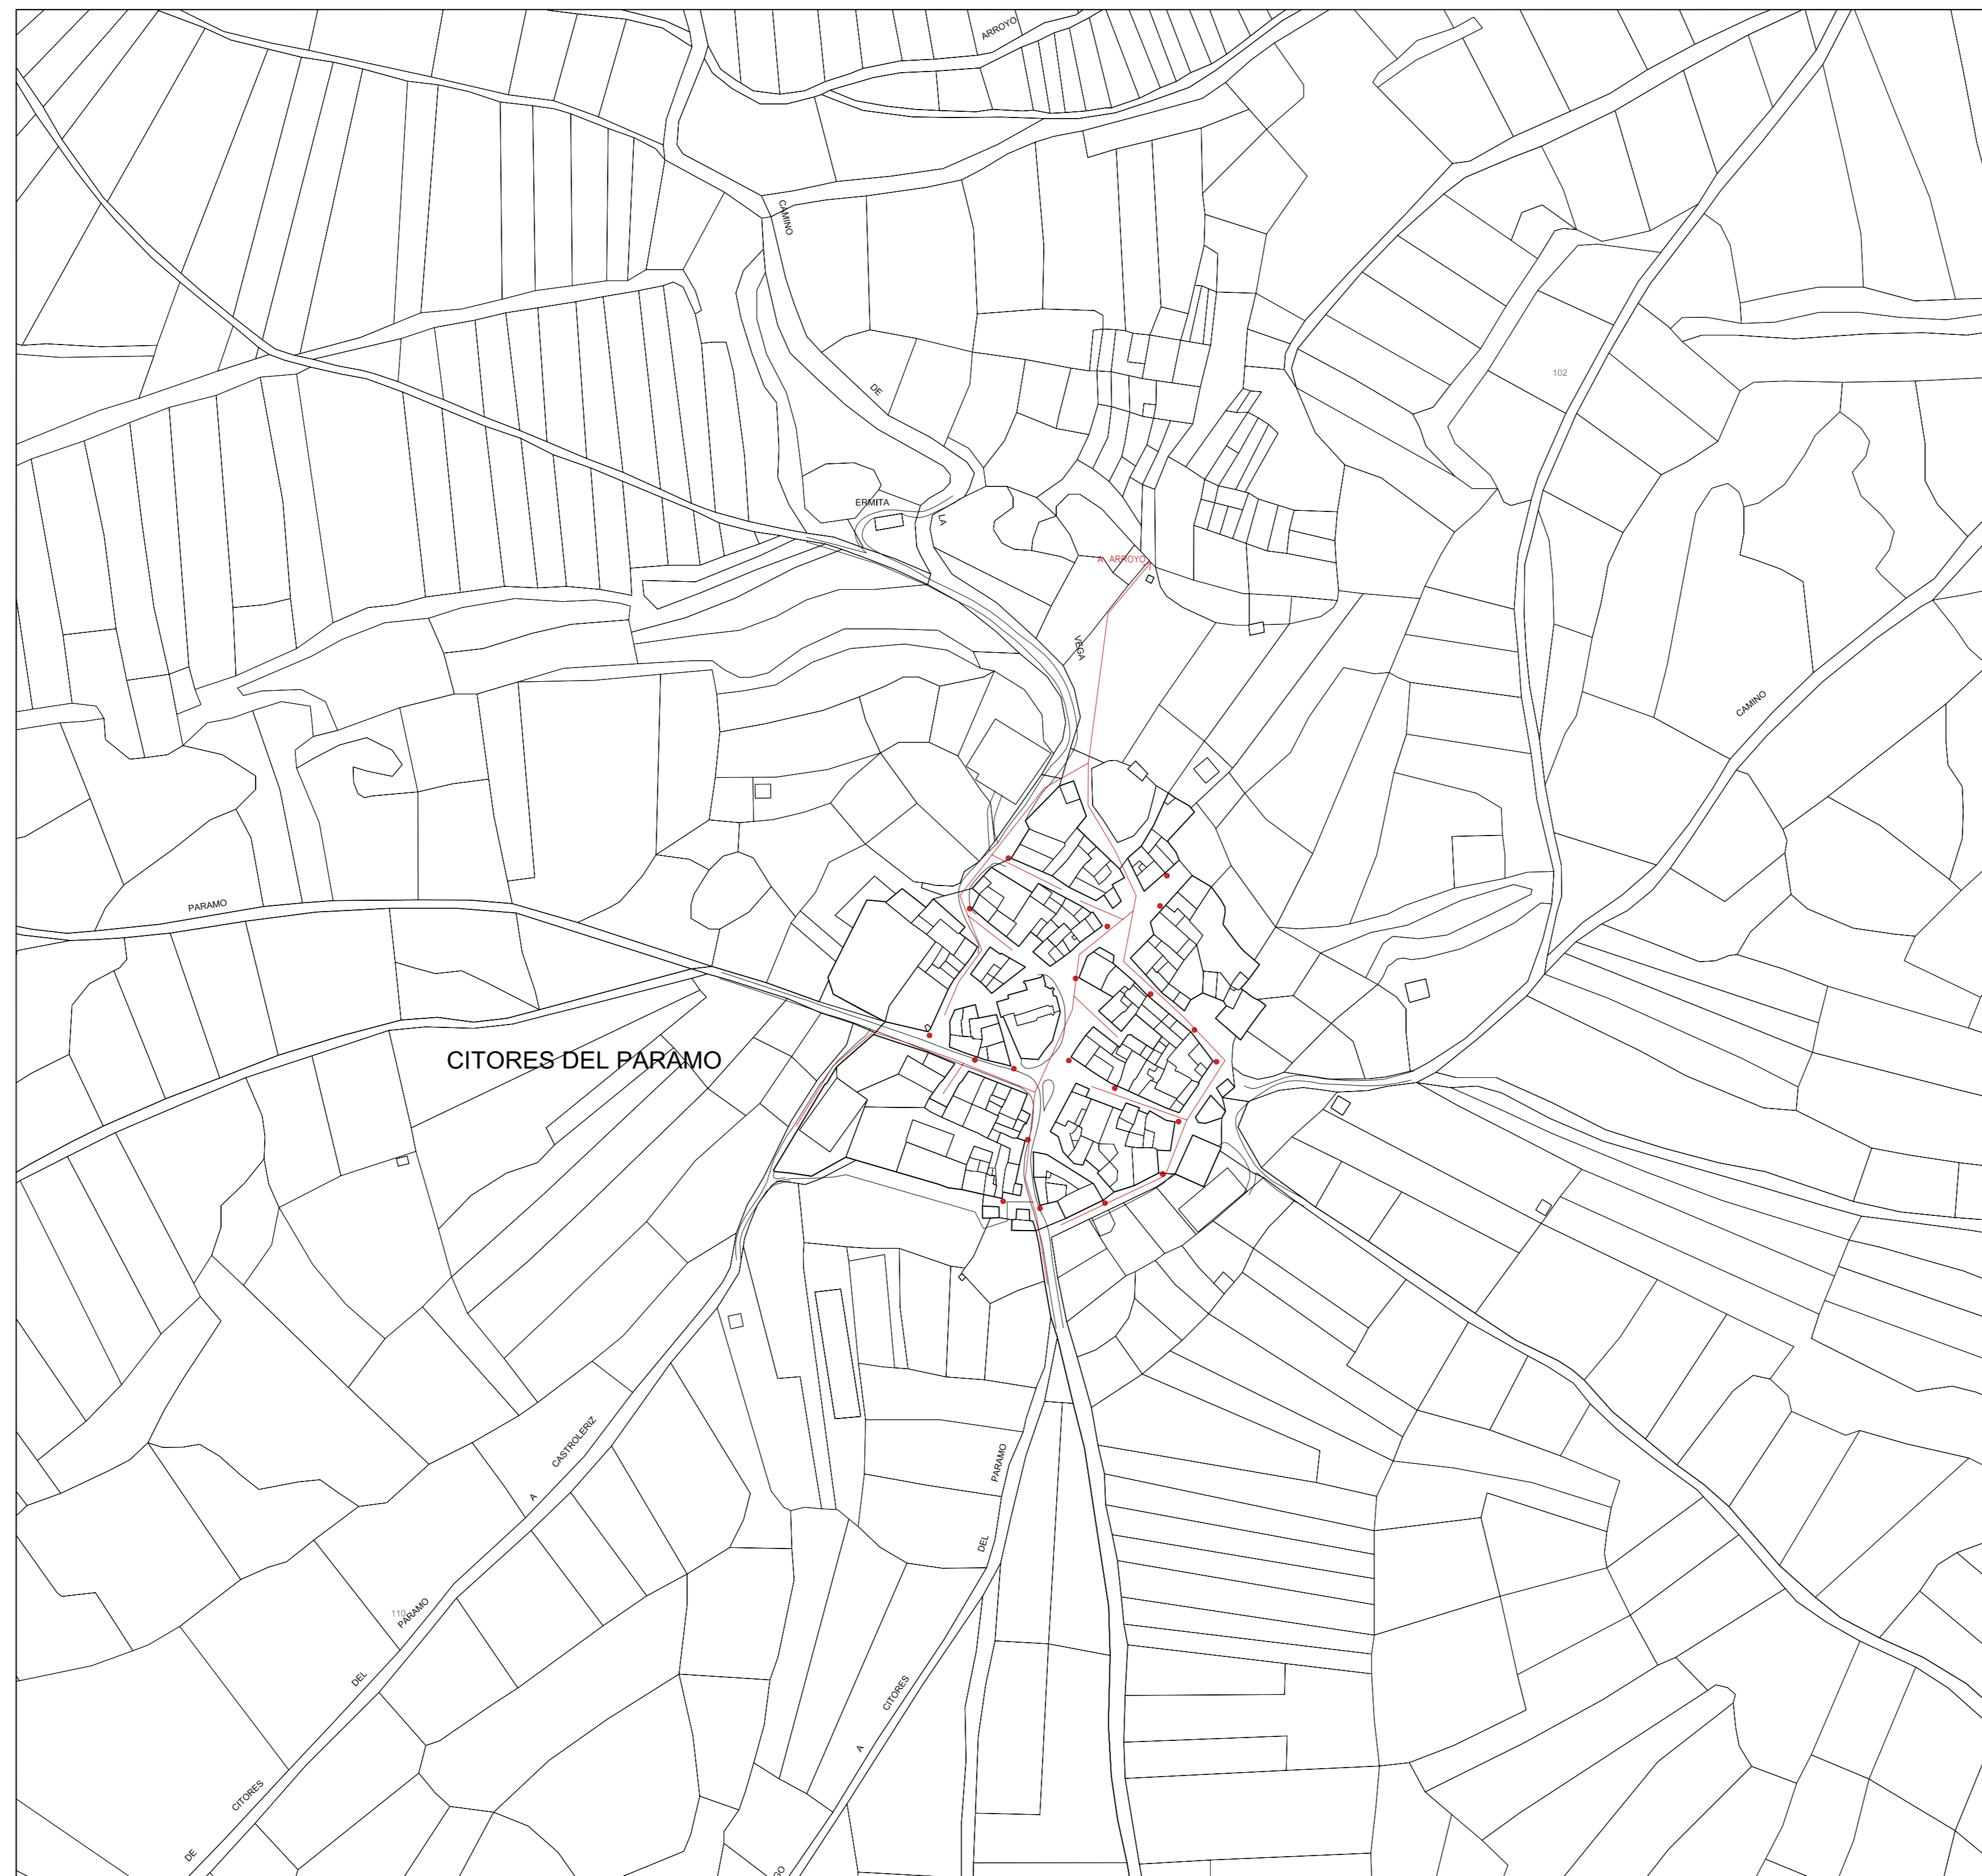 ARROYO
CAMINO
102
DE
ERMITA
LA
A ARROYO
VEGA
CAMINO
PARAMO
CITORES DEL PARAMO
CASTROLERIZ
A
PARAMO
DEL
110
PARAMO
DEL
CITORES
DE
CITORES
A